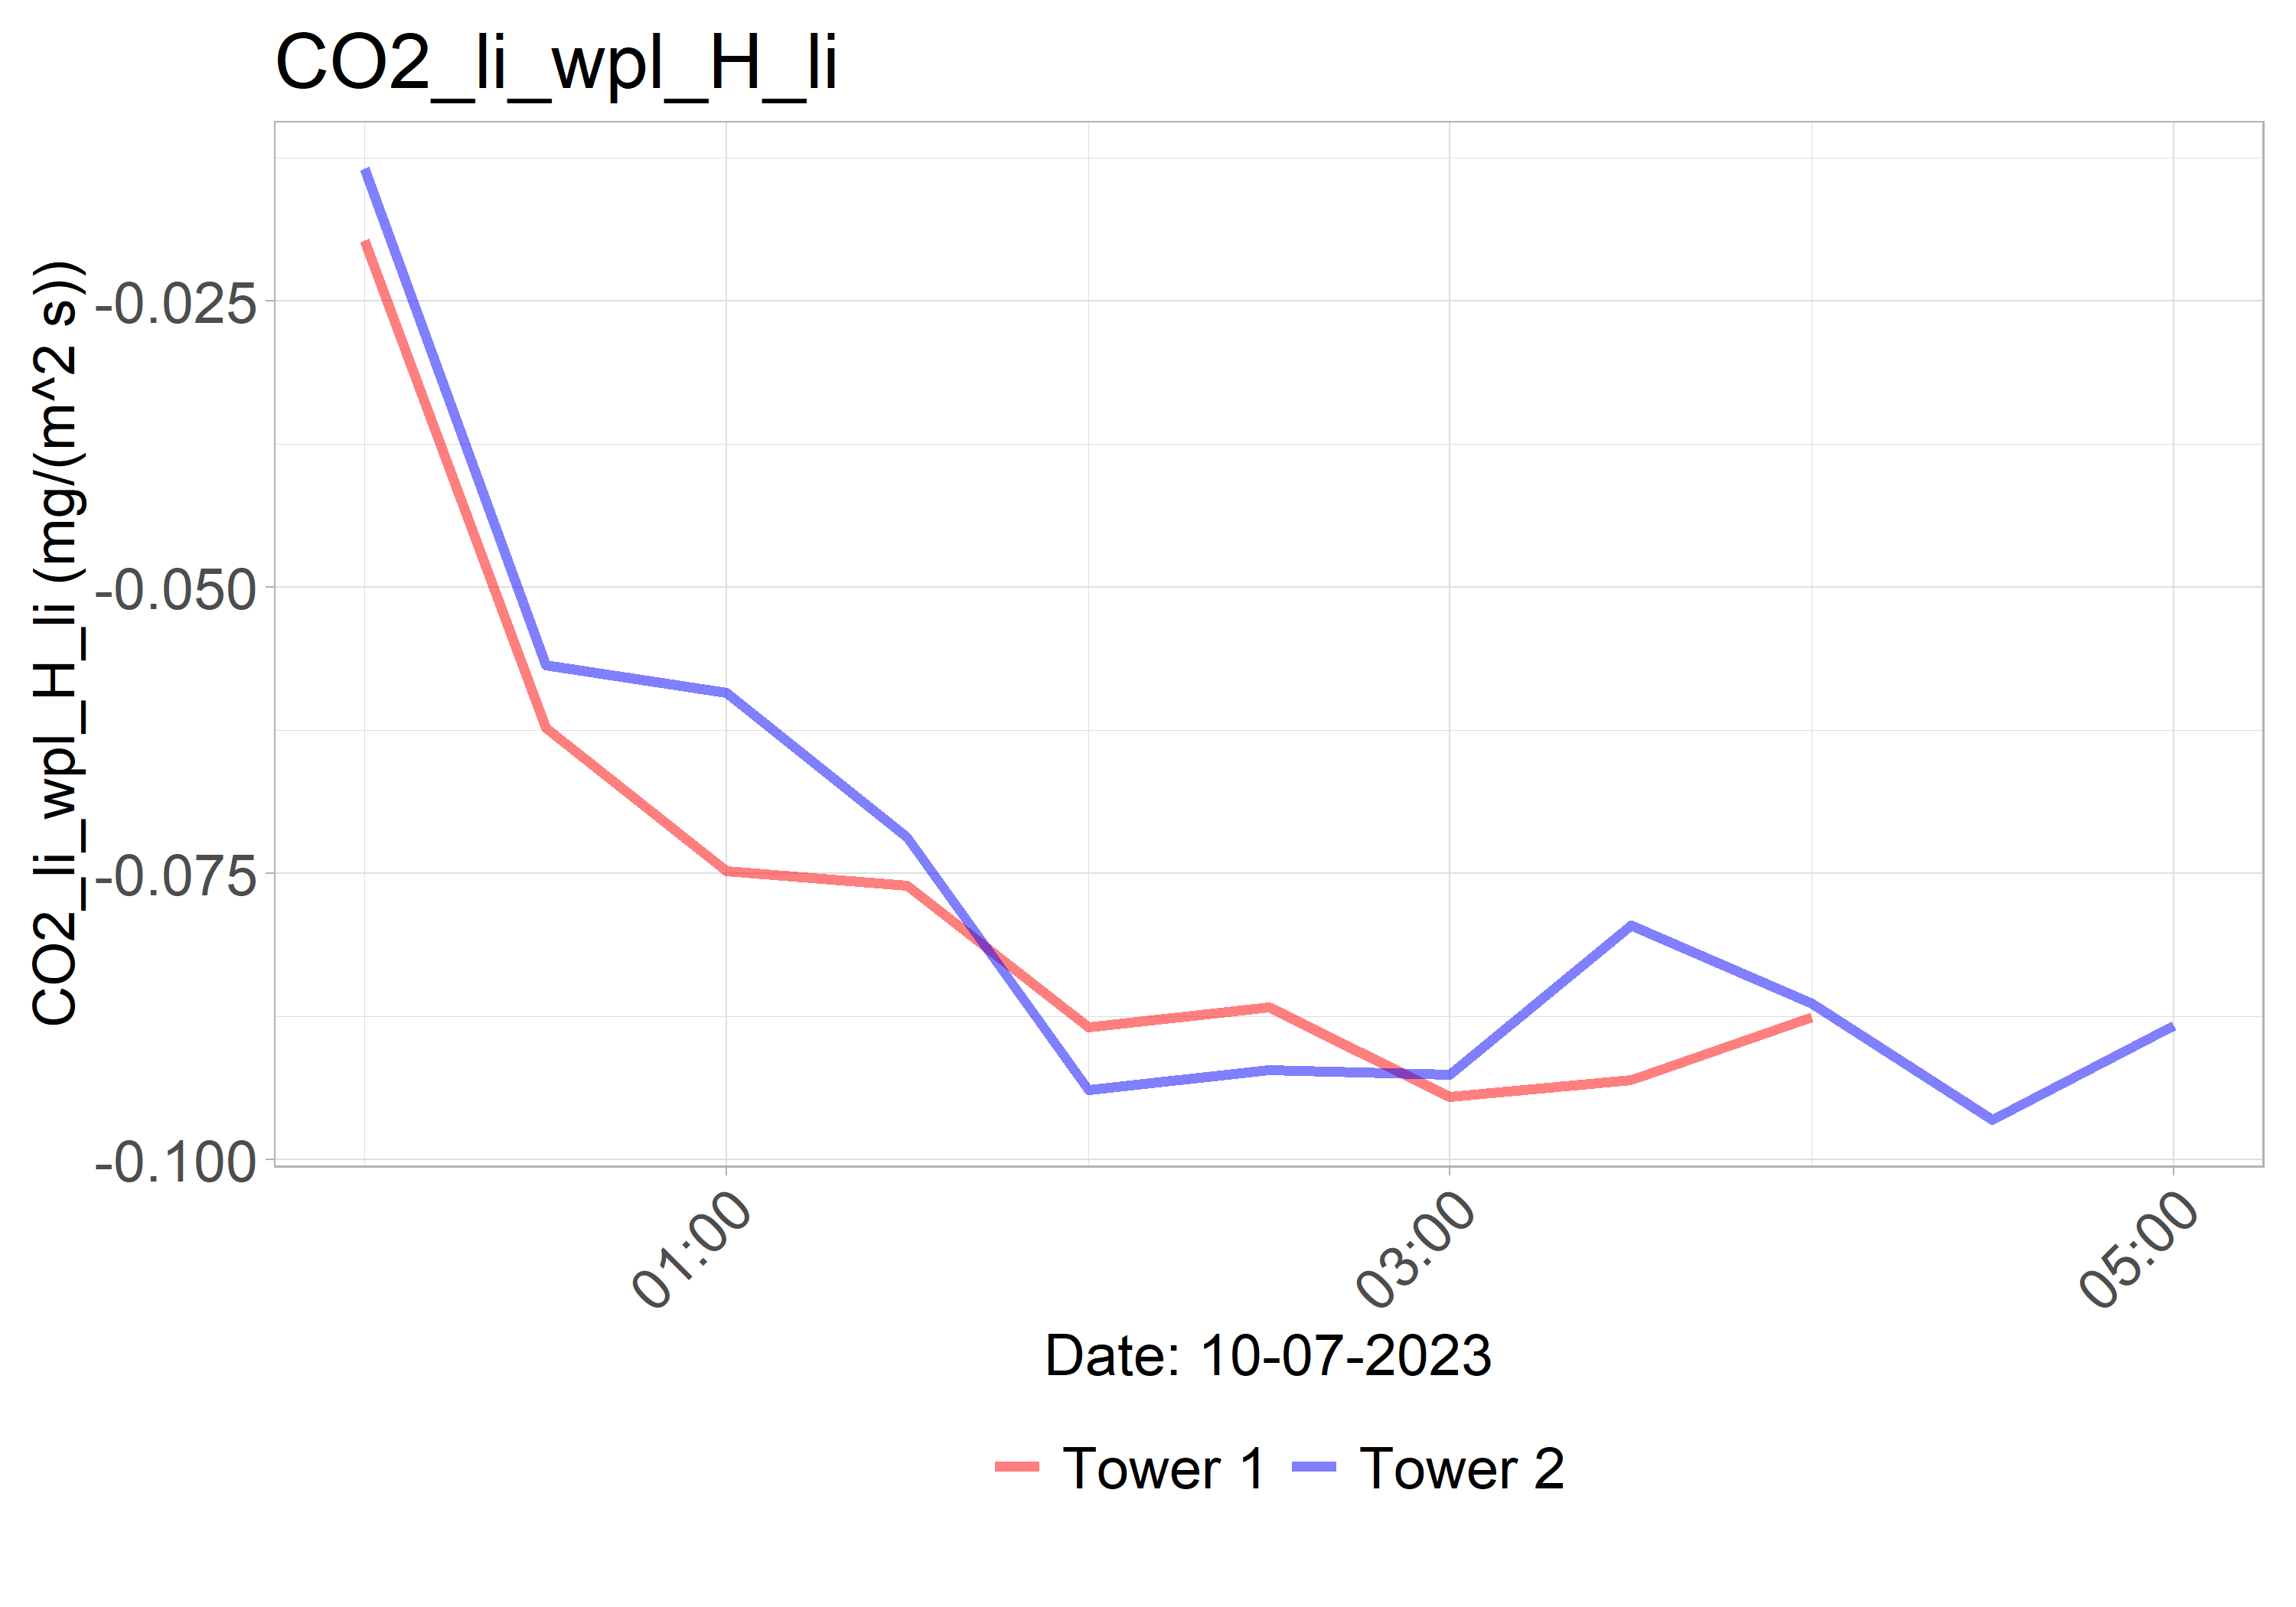 CO2_li_wpl_H_li
CO2_li_wpl_H_li (mg/(m^2 s))
-0.025
-0.050
-0.075
-0.100
01:00
03:00
05:00
Date: 10-07-2023
Tower 1
Tower 2